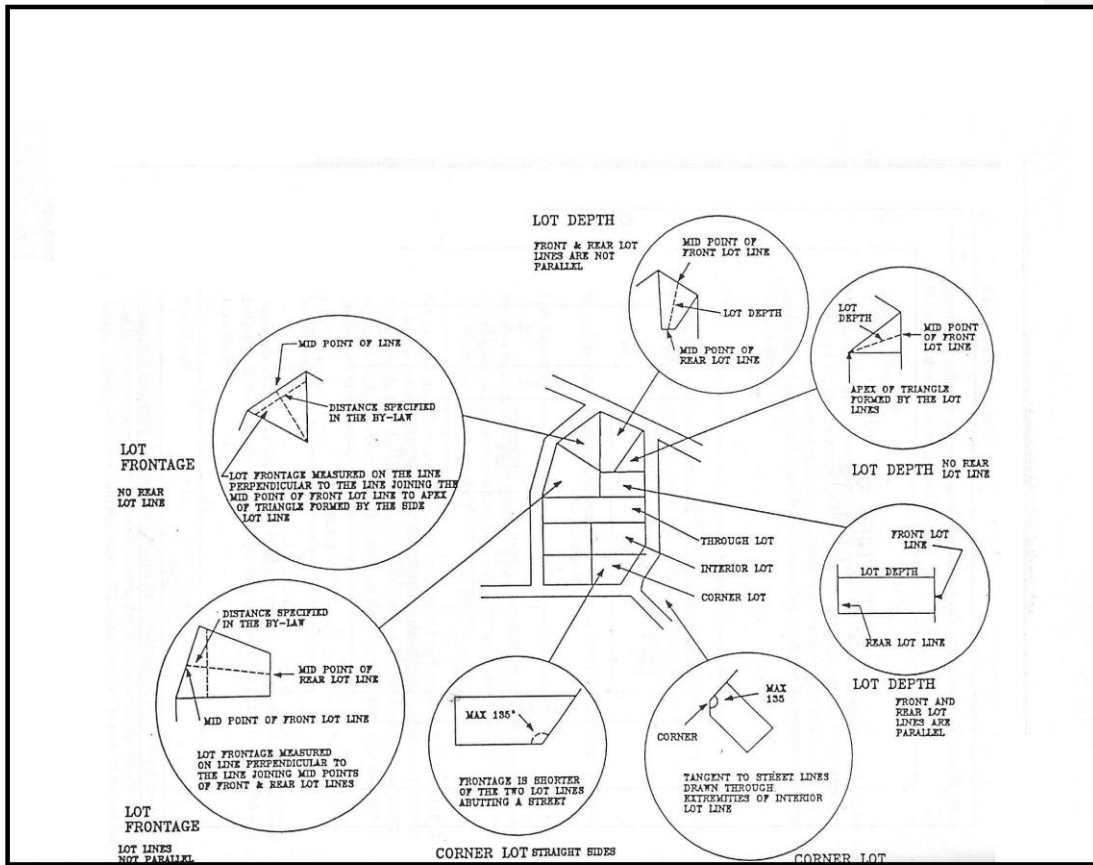 LOT DEPTH
FRONT & REAR LOT
LINES ARE NOT
PARALLEL
MID POINT OF
FRONT LOT LINE
LOT DEPTH
MID POINT OF
REAR LOT LINE
LOT
DEPTH
MID POINT
OF FRONT
LOT LINE
APEX OF TRIANGLE
FORMED BY THE LOT
LINES
LOT DEPTH NO REAR
LOT LINE
MID POINT OF LINE
DISTANCE SPECIFIED
IN THE BY-LAW
LOT FRONTAGE MEASURED ON THE LINE
PERPENDICULAR TO THE LINE JOINING THE
MID POINT OF FRONT LOT LINE TO APEX
OF TRIANGLE FORMED BY THE SIDE
LOT LINE
LOT
FRONTAGE
NO REAR
LOT LINE
THROUGH LOT
INTERIOR LOT
CORNER LOT
FRONT LOT
LINE
LOT DEPTH
REAR LOT LINE
LOT DEPTH
FRONT AND
REAR LOT
LINES ARE
PARALLEL
DISTANCE SPECIFIED
IN THE BY-LAW
MID POINT OF
REAR LOT LINE
MID POINT OF FRONT LOT LINE
LOT FRONTAGE MEASURED
ON LINE PERPENDICULAR TO
THE LINE JOINING MID POINTS
OF FRONT & REAR LOT LINES
LOT
FRONTAGE
LOT LINES
NOT PARALLEL
MAX 135°
FRONTAGE IS SHORTER
OF THE TWO LOT LINES
ABUTTING A STREET
CORNER LOT STRAIGHT SIDES
MAX
135
CORNER
TANGENT TO STREET LINES
DRAWN THROUGH
EXTREMITIES OF INTERIOR
LOT LINE
CORNER LOT